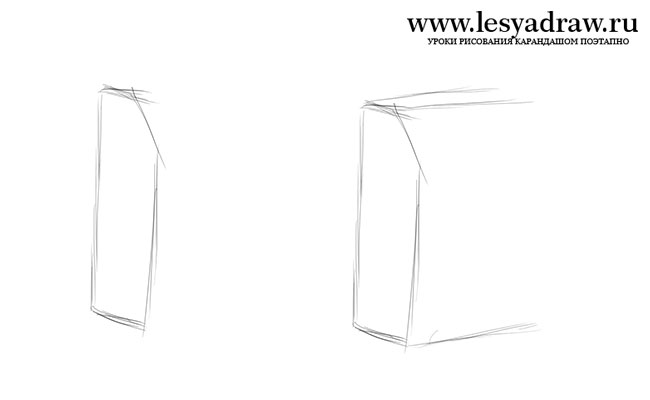 www.lesyadraw.ru
УРОКИ РИСОВАНИЯ КАРАНДАШОМ ПОЭТАПНО